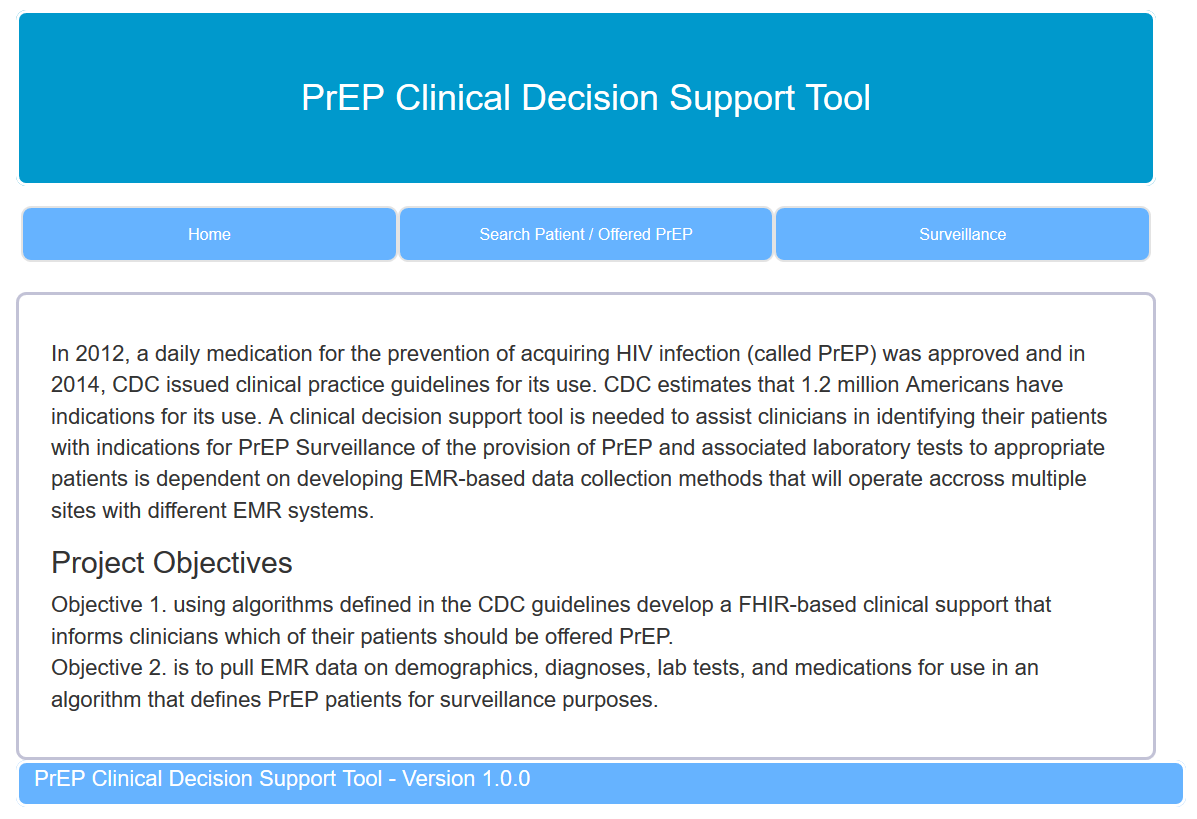 PrEP Clinical Decision Support Tool
Home
Search Patient / Offered PrEP
Surveillance
In 2012, a daily medication for the prevention of acquiring HIV infection (called PrEP) was approved and in
2014, CDC issued clinical practice guidelines for its use. CDC estimates that 1.2 million Americans have
indications for its use. A clinical decision support tool is needed to assist clinicians in identifying their patients
with indications for PrEP Surveillance of the provision of PrEP and associated laboratory tests to appropriate
patients is dependent on developing EMR-based data collection methods that will operate accross multiple
sites with different EMR systems.
Project Objectives
Objective 1. using algorithms defined in the CDC guidelines develop a FHIR-based clinical support that
informs clinicians which of their patients should be offered PrEP.
Objective 2. is to pull EMR data on demographics, diagnoses, lab tests, and medications for use in an
algorithm that defines PrEP patients for surveillance purposes.
PrEP Clinical Decision Support Tool - Version 1.0.0